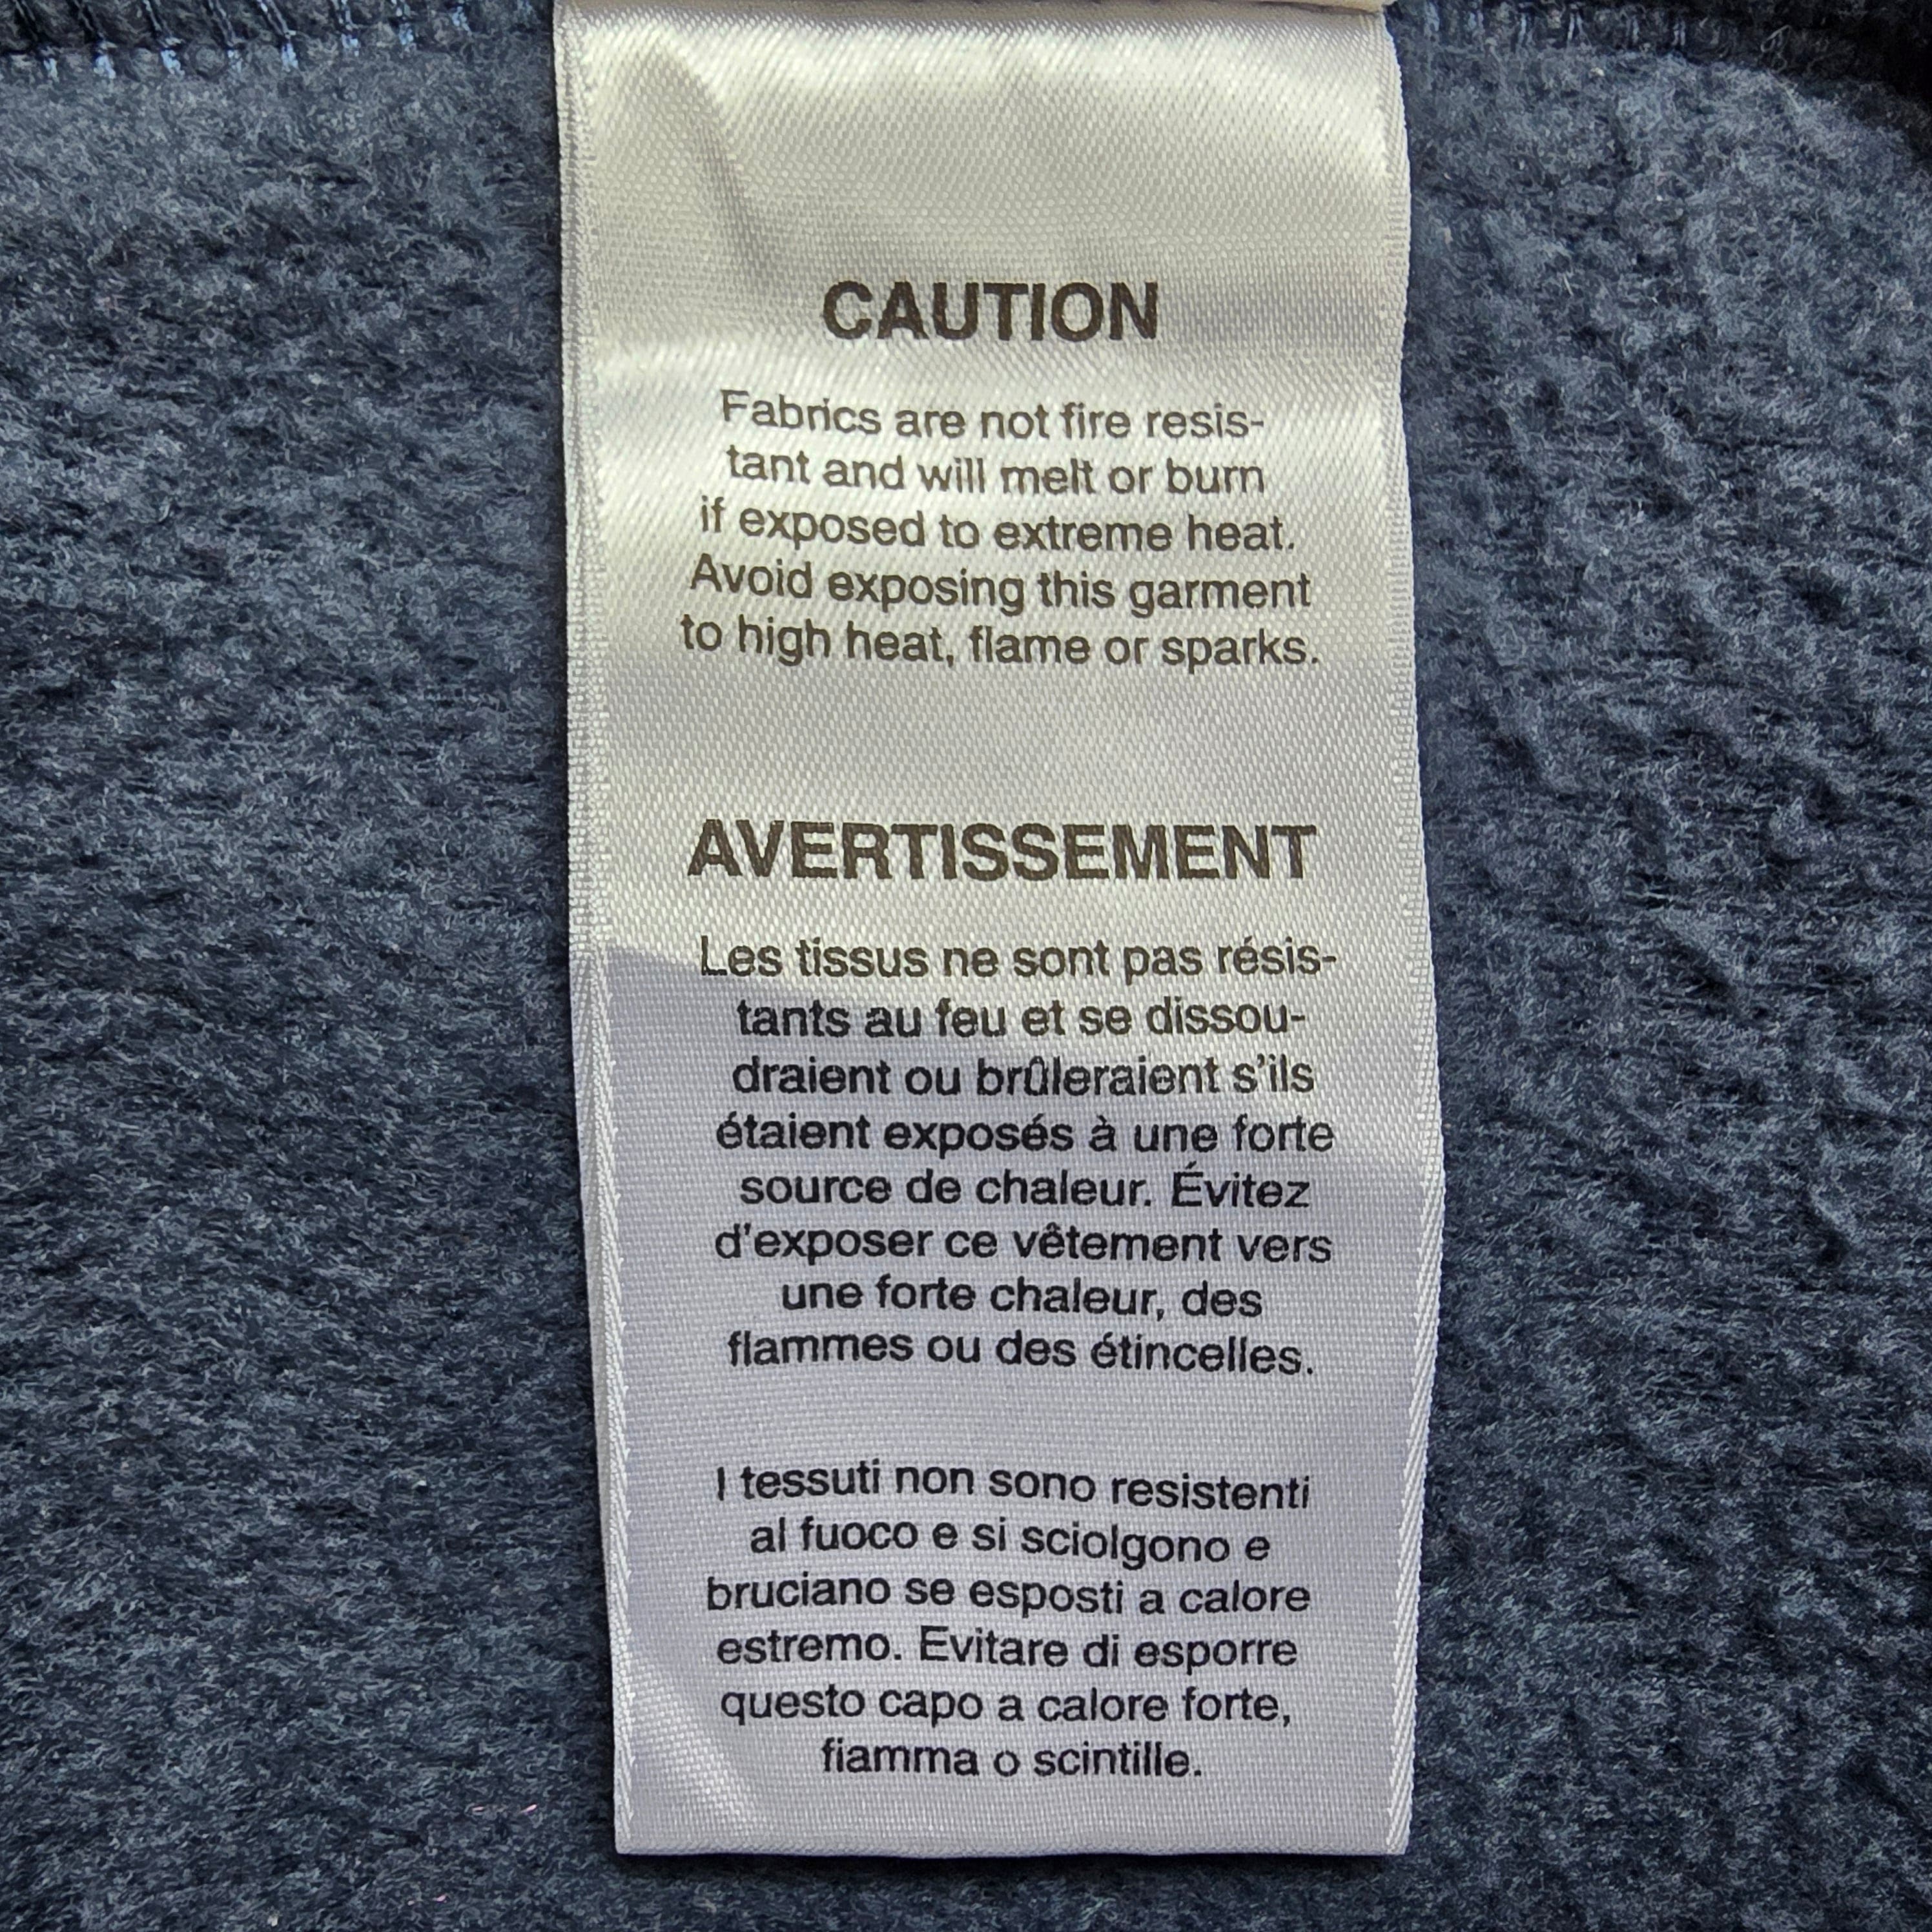 CAUTION
Fabrics are not fire resis-
tant and will melt or burn
if exposed to extreme heat.
Avoid exposing this garment
to high heat, flame or sparks.
AVERTISSEMENT
Les tissus ne sont pas résis-
tants au feu et se dissou-
draient ou brûleraient s'ils
étaient exposés à une forte
source de chaleur. Évitez
d'exposer ce vêtement vers
une forte chaleur, des
flammes ou des étincelles.
I tessuti non sono resistenti
al fuoco e si sciolgono e
bruciano se esposti a calore
estremo. Evitare di esporre
questo capo a calore forte,
fiamma o scintille.